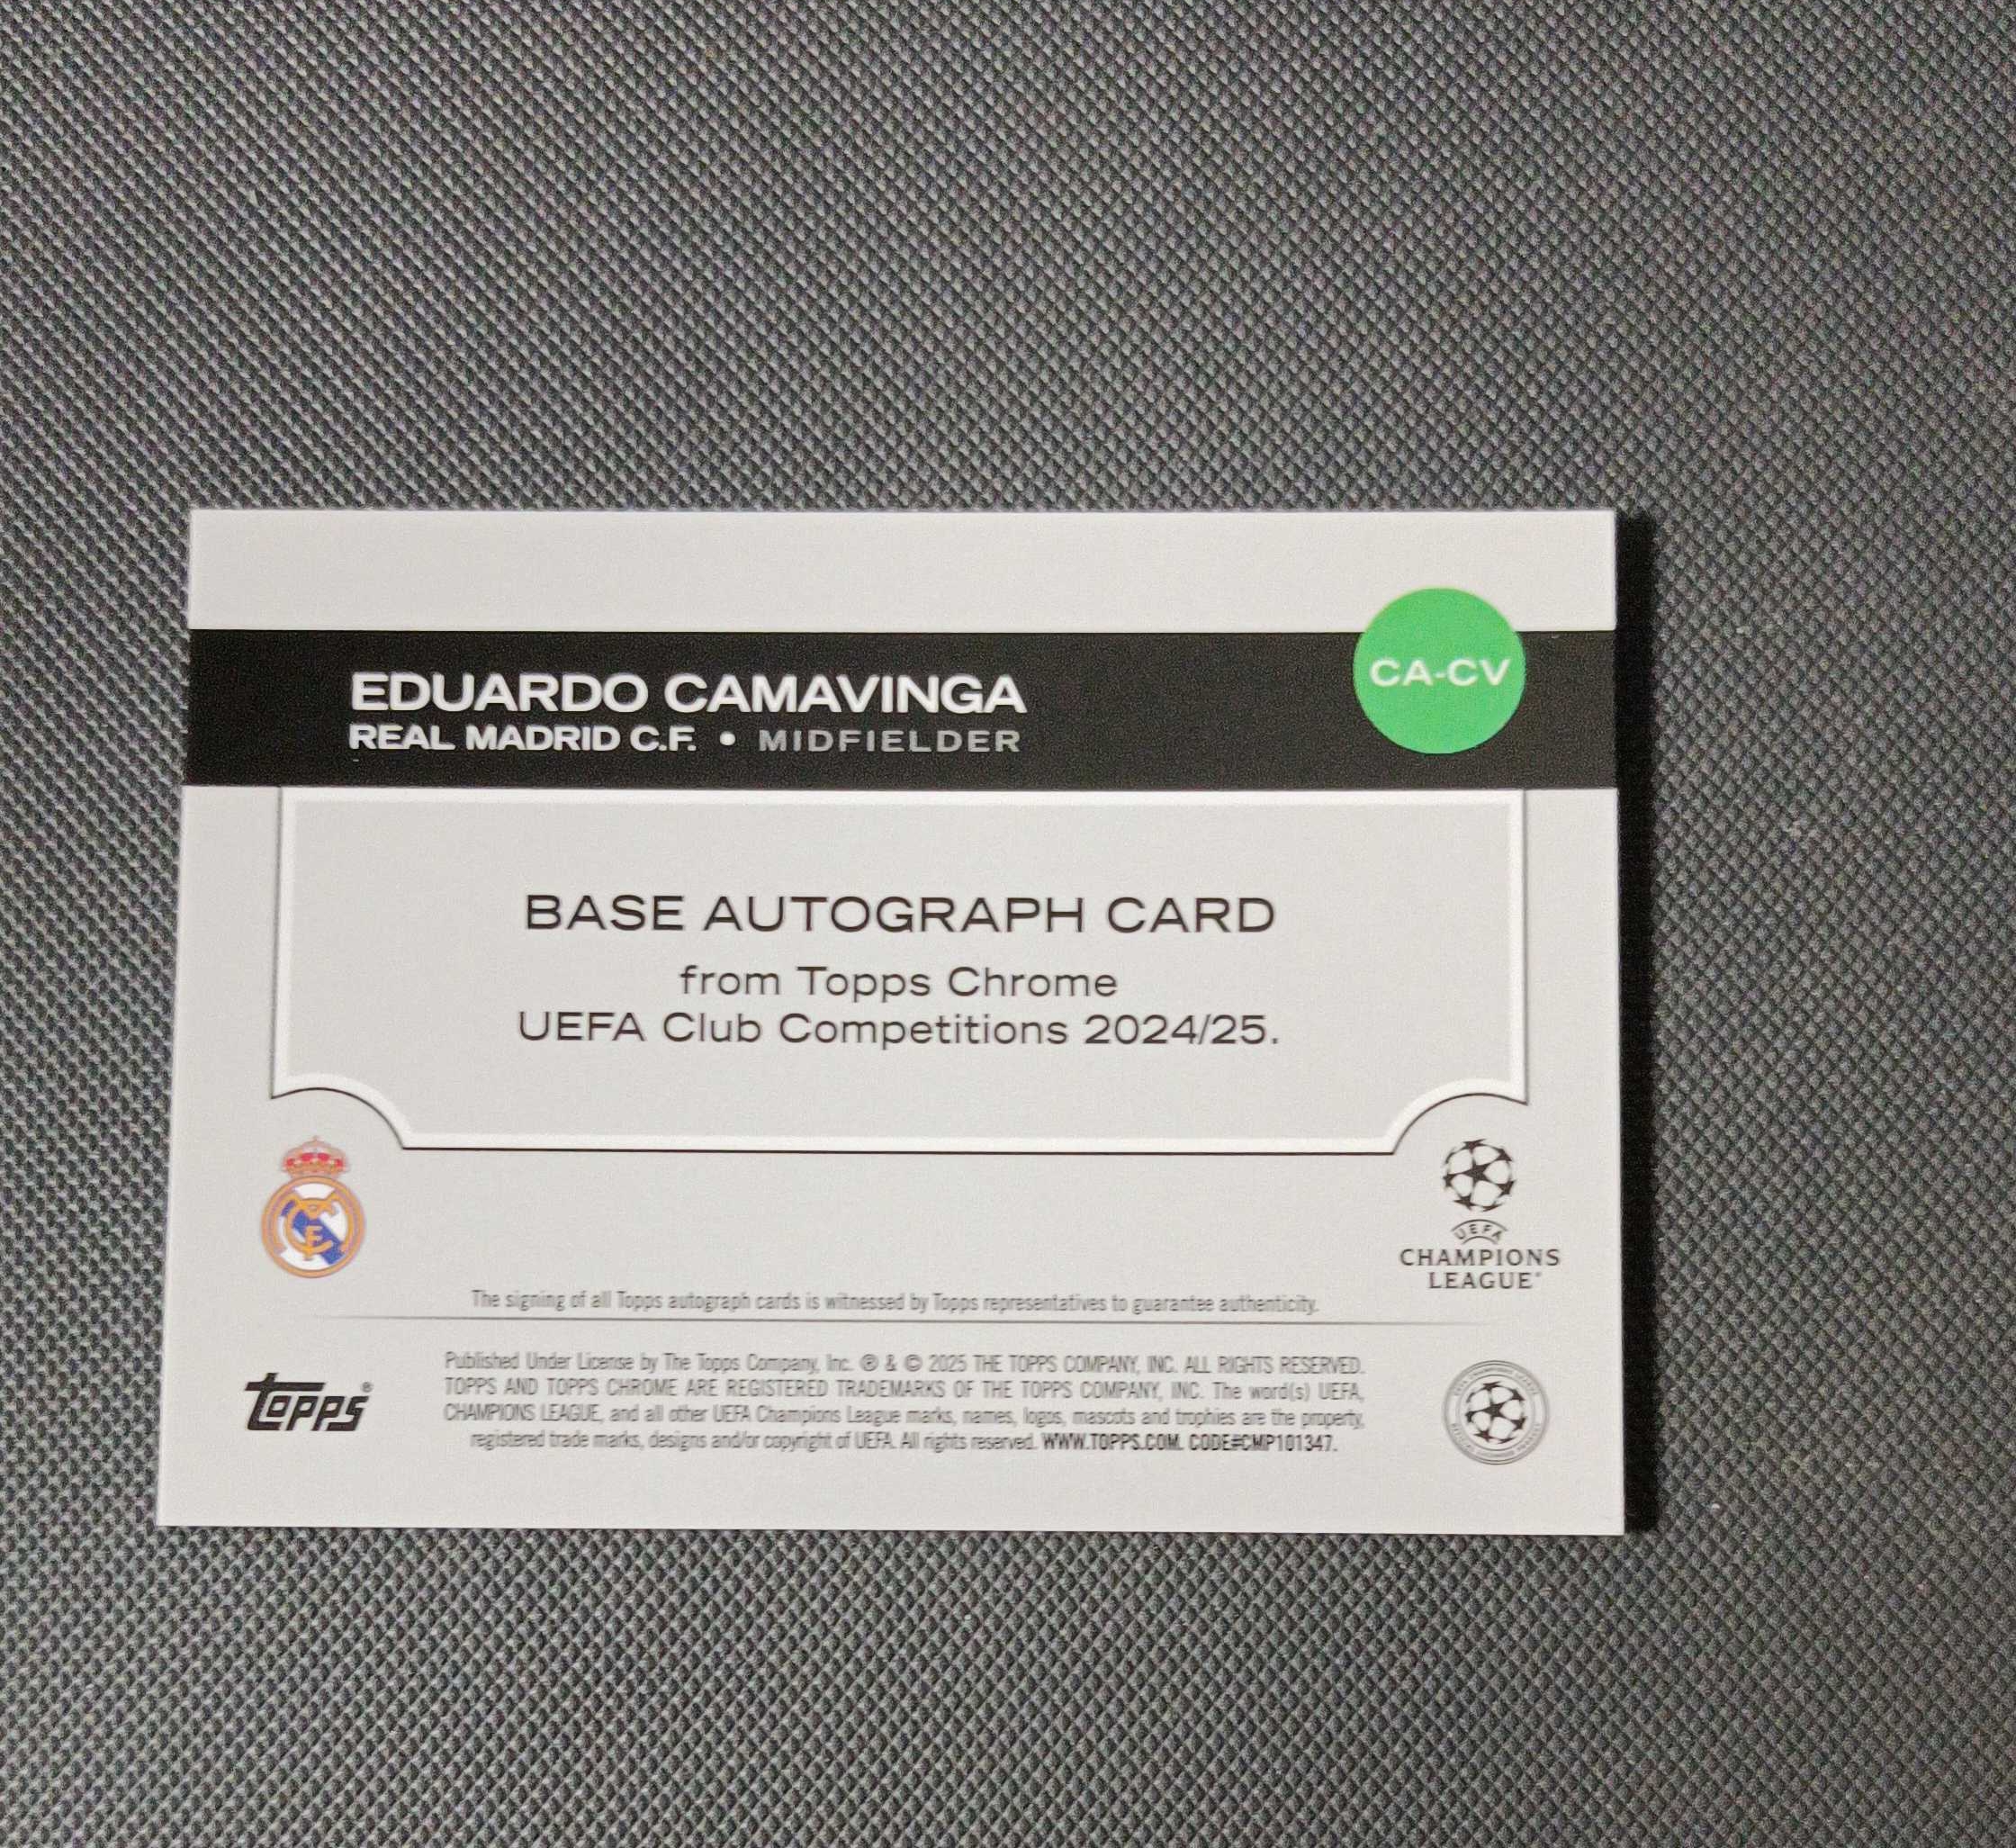 EDUARDO CAMAVINGA
REAL MADRID C.F. • MIDFIELDER
CA-CV
BASE AUTOGRAPH CARD
from Topps Chrome
UEFA Club Competitions 2024/25.
UEFA
CHAMPIONS
LEAGUE®
The signing of all Topps autograph cards is witnessed by Topps representatives to guarantee authenticity.
topps®
Published Under License by The Topps Company, Inc. ® & © 2025 THE TOPPS COMPANY, INC. ALL RIGHTS RESERVED.
TOPPS AND TOPPS CHROME ARE REGISTERED TRADEMARKS OF THE TOPPS COMPANY, INC. The word(s) UEFA,
CHAMPIONS LEAGUE, and all other UEFA Champions League marks, names, logos, mascots and trophies are the property,
registered trade marks, designs and/or copyright of UEFA. All rights reserved. WWW.TOPPS.COM. CODE#CMP101347.